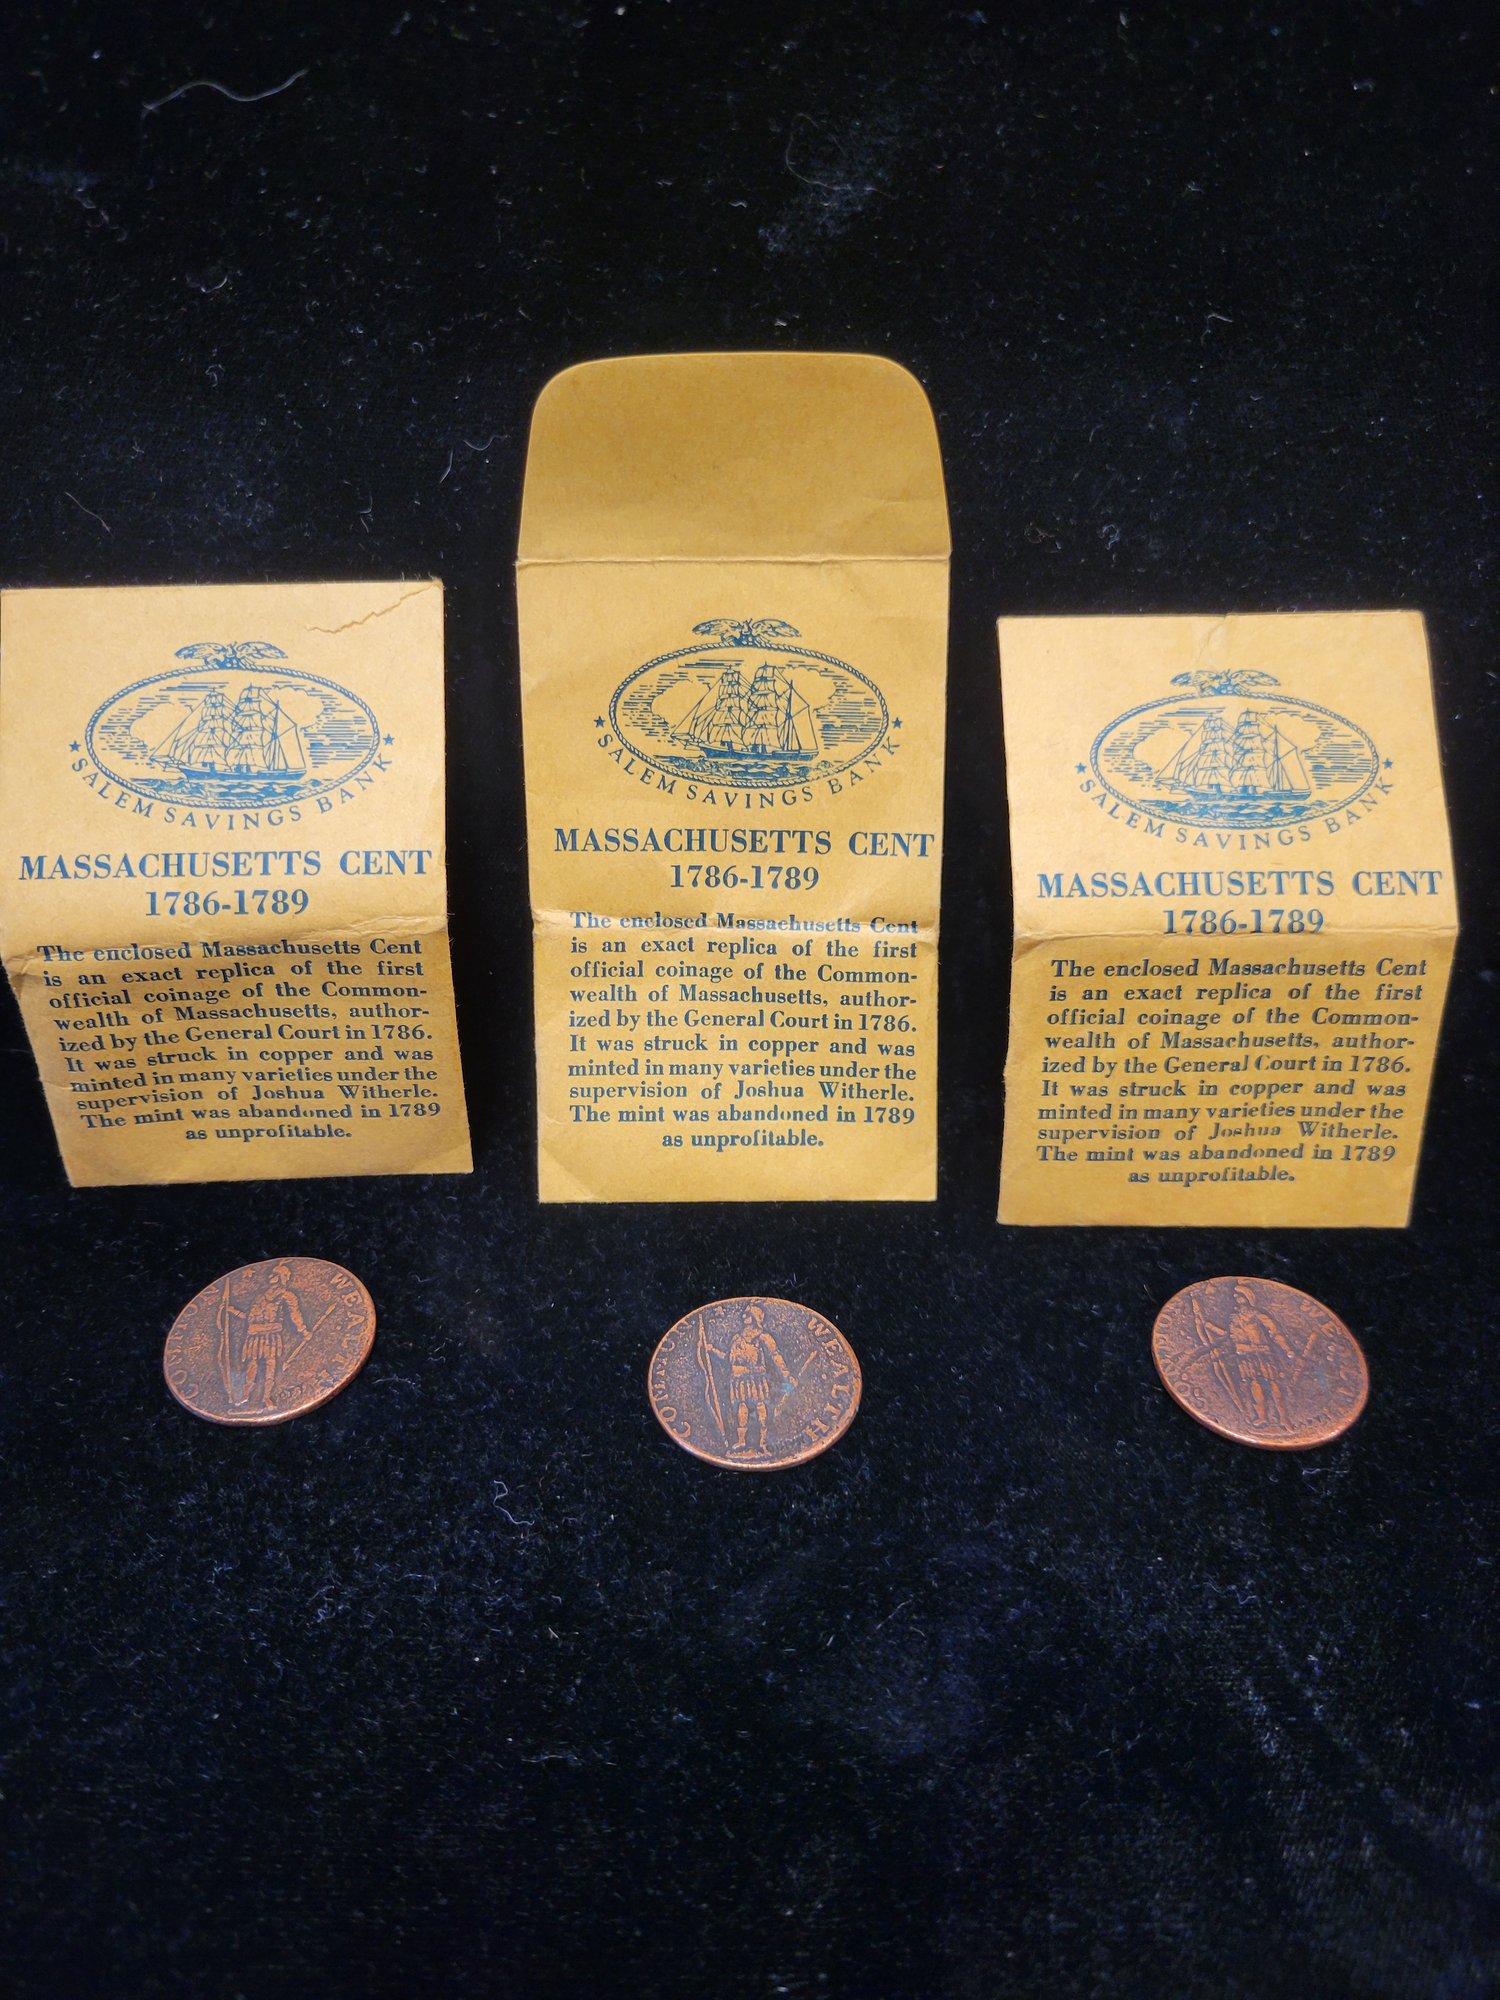 ★ SALEM SAVINGS BANK ★
MASSACHUSETTS CENT
1786-1789
The enclosed Massachusetts Cent
is an exact replica of the first
official coinage of the Common-
wealth of Massachusetts, author-
ized by the General Court in 1786.
It was struck in copper and was
minted in many varieties under the
supervision of Joshua Witherle.
The mint was abandoned in 1789
as unprofitable.
★ SALEM SAVINGS BANK ★
MASSACHUSETTS CENT
1786-1789
The enclosed Massachusetts Cent
is an exact replica of the first
official coinage of the Common-
wealth of Massachusetts, author-
ized by the General Court in 1786.
It was struck in copper and was
minted in many varieties under the
supervision of Joshua Witherle.
The mint was abandoned in 1789
as unprofitable.
★ SALEM SAVINGS BANK ★
MASSACHUSETTS CENT
1786-1789
The enclosed Massachusetts Cent
is an exact replica of the first
official coinage of the Common-
wealth of Massachusetts, author-
ized by the General Court in 1786.
It was struck in copper and was
minted in many varieties under the
supervision of Joshua Witherle.
The mint was abandoned in 1789
as unprofitable.
COMMON WEALTH
COMMON WEALTH
COMMON WEALTH